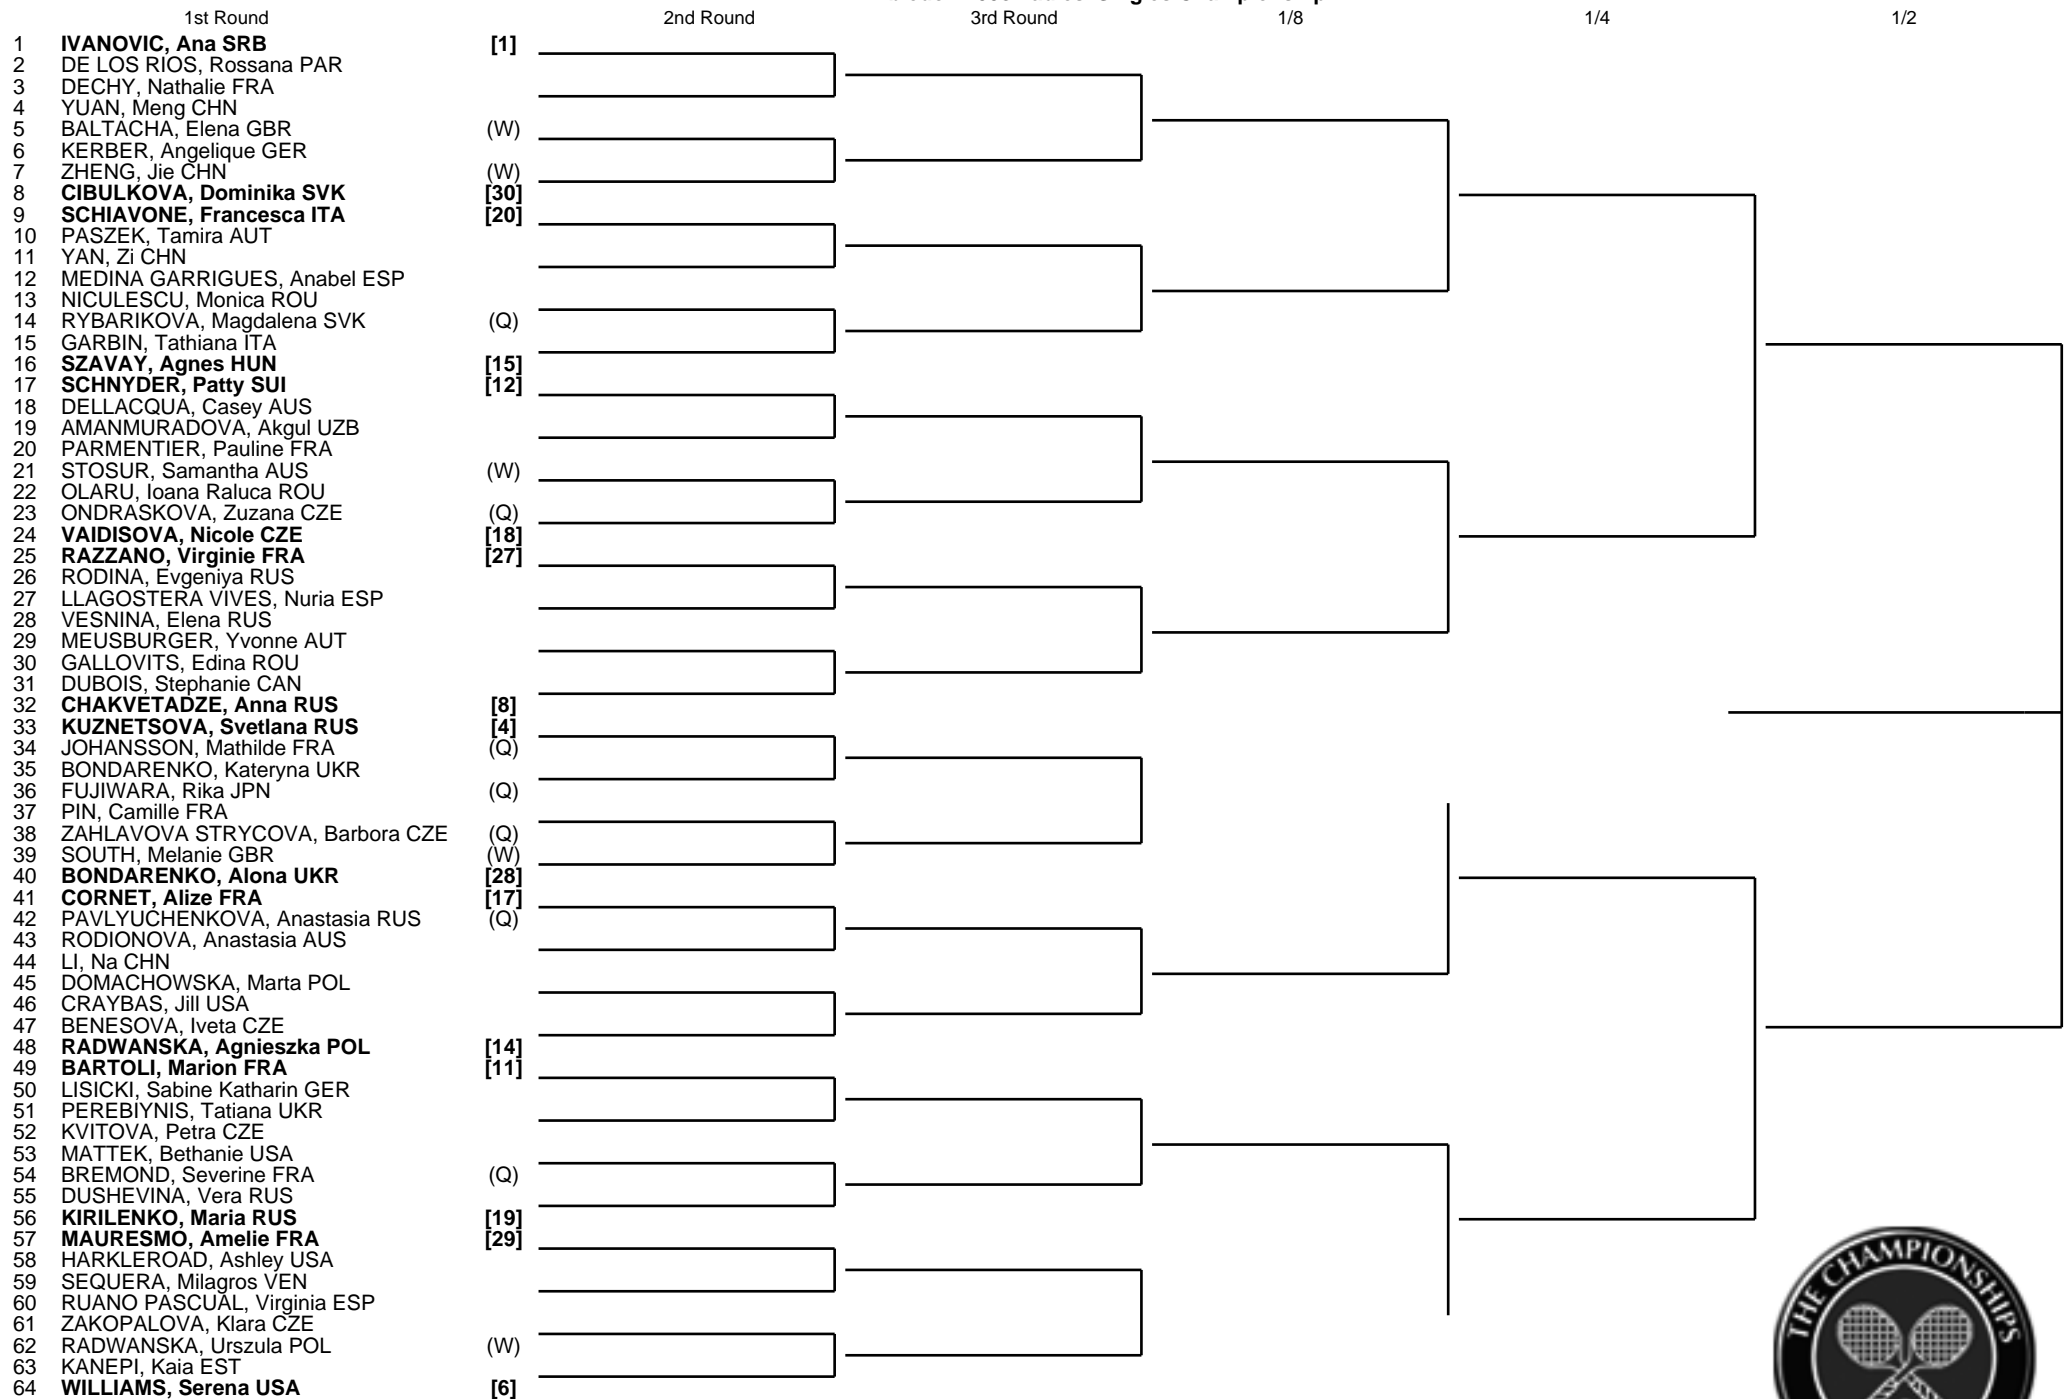 1st Round 2nd Round 3rd Round 1/8 1/4 1/2
1 IVANOVIC, Ana SRB [1]
2 DE LOS RIOS, Rossana PAR
3 DECHY, Nathalie FRA
4 YUAN, Meng CHN
5 BALTACHA, Elena GBR (W)
6 KERBER, Angelique GER
7 ZHENG, Jie CHN (W)
8 CIBULKOVA, Dominika SVK [30]
9 SCHIAVONE, Francesca ITA [20]
10 PASZEK, Tamira AUT
11 YAN, Zi CHN
12 MEDINA GARRIGUES, Anabel ESP
13 NICULESCU, Monica ROU
14 RYBARIKOVA, Magdalena SVK (Q)
15 GARBIN, Tathiana ITA
16 SZAVAY, Agnes HUN [15]
17 SCHNYDER, Patty SUI [12]
18 DELLACQUA, Casey AUS
19 AMANMURADOVA, Akgul UZB
20 PARMENTIER, Pauline FRA
21 STOSUR, Samantha AUS (W)
22 OLARU, Ioana Raluca ROU
23 ONDRASKOVA, Zuzana CZE (Q)
24 VAIDISOVA, Nicole CZE [18]
25 RAZZANO, Virginie FRA [27]
26 RODINA, Evgeniya RUS
27 LLAGOSTERA VIVES, Nuria ESP
28 VESNINA, Elena RUS
29 MEUSBURGER, Yvonne AUT
30 GALLOVITS, Edina ROU
31 DUBOIS, Stephanie CAN
32 CHAKVETADZE, Anna RUS [8]
33 KUZNETSOVA, Svetlana RUS [4]
34 JOHANSSON, Mathilde FRA (Q)
35 BONDARENKO, Kateryna UKR
36 FUJIWARA, Rika JPN (Q)
37 PIN, Camille FRA
38 ZAHLAVOVA STRYCOVA, Barbora CZE (Q)
39 SOUTH, Melanie GBR (W)
40 BONDARENKO, Alona UKR [28]
41 CORNET, Alize FRA [17]
42 PAVLYUCHENKOVA, Anastasia RUS (Q)
43 RODIONOVA, Anastasia AUS
44 LI, Na CHN
45 DOMACHOWSKA, Marta POL
46 CRAYBAS, Jill USA
47 BENESOVA, Iveta CZE
48 RADWANSKA, Agnieszka POL [14]
49 BARTOLI, Marion FRA [11]
50 LISICKI, Sabine Katharin GER
51 PEREBIYNIS, Tatiana UKR
52 KVITOVA, Petra CZE
53 MATTEK, Bethanie USA
54 BREMOND, Severine FRA (Q)
55 DUSHEVINA, Vera RUS
56 KIRILENKO, Maria RUS [19]
57 MAURESMO, Amelie FRA [29]
58 HARKLEROAD, Ashley USA
59 SEQUERA, Milagros VEN
60 RUANO PASCUAL, Virginia ESP
61 ZAKOPALOVA, Klara CZE
62 RADWANSKA, Urszula POL (W)
63 KANEPI, Kaia EST
64 WILLIAMS, Serena USA [6]
THE CHAMPIONSHIPS